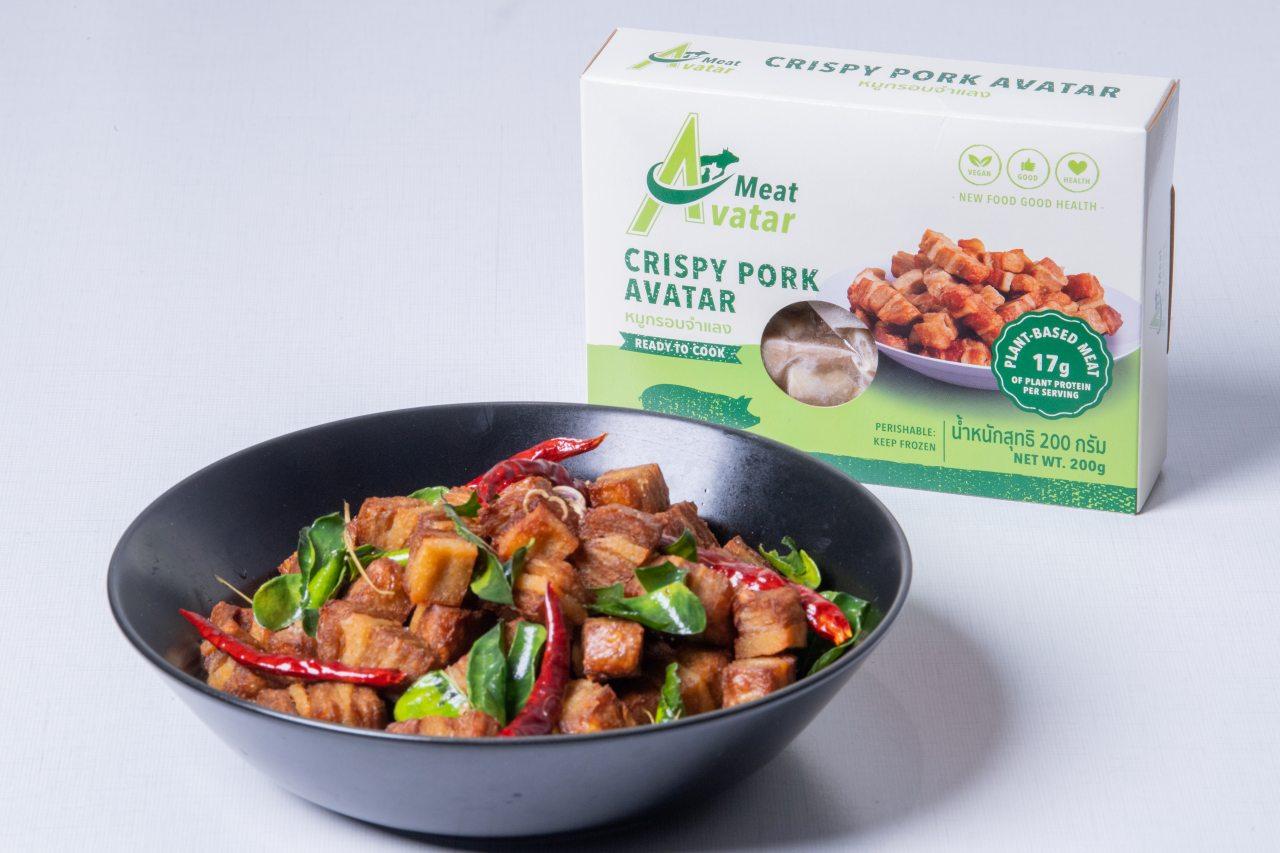 Meat
Avatar
CRISPY PORK AVATAR
หมูกรอบจำแลง
Meat
Avatar
VEGAN
GOOD
HEALTH
- NEW FOOD GOOD HEALTH -
CRISPY PORK
AVATAR
หมูกรอบจำแลง
READY TO COOK
PLANT-BASED MEAT
17g
OF PLANT PROTEIN
PER SERVING
PERISHABLE:
KEEP FROZEN
น้ำหนักสุทธิ 200 กรัม
NET WT. 200g